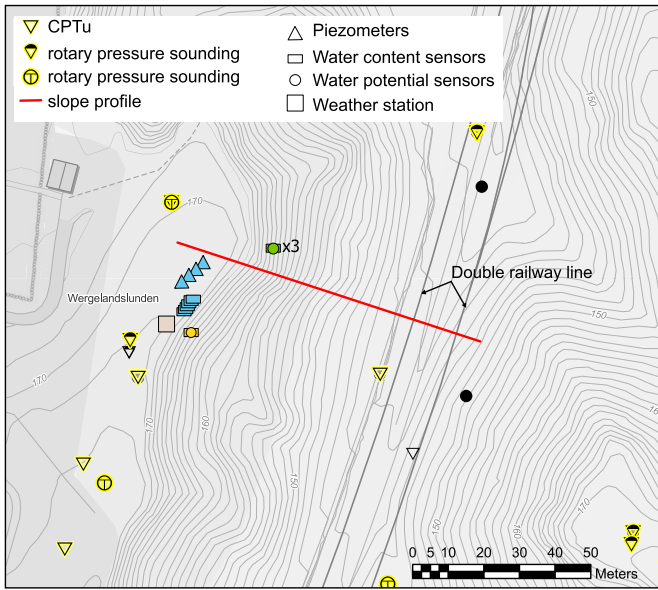 CPTu
rotary pressure sounding
rotary pressure sounding
slope profile
Piezometers
Water content sensors
Water potential sensors
Weather station
150
170
x3
Double railway line
Wergelandslunden
150
170
170
160
150
150
160
170
0 5 10 20 30 40 50
Meters